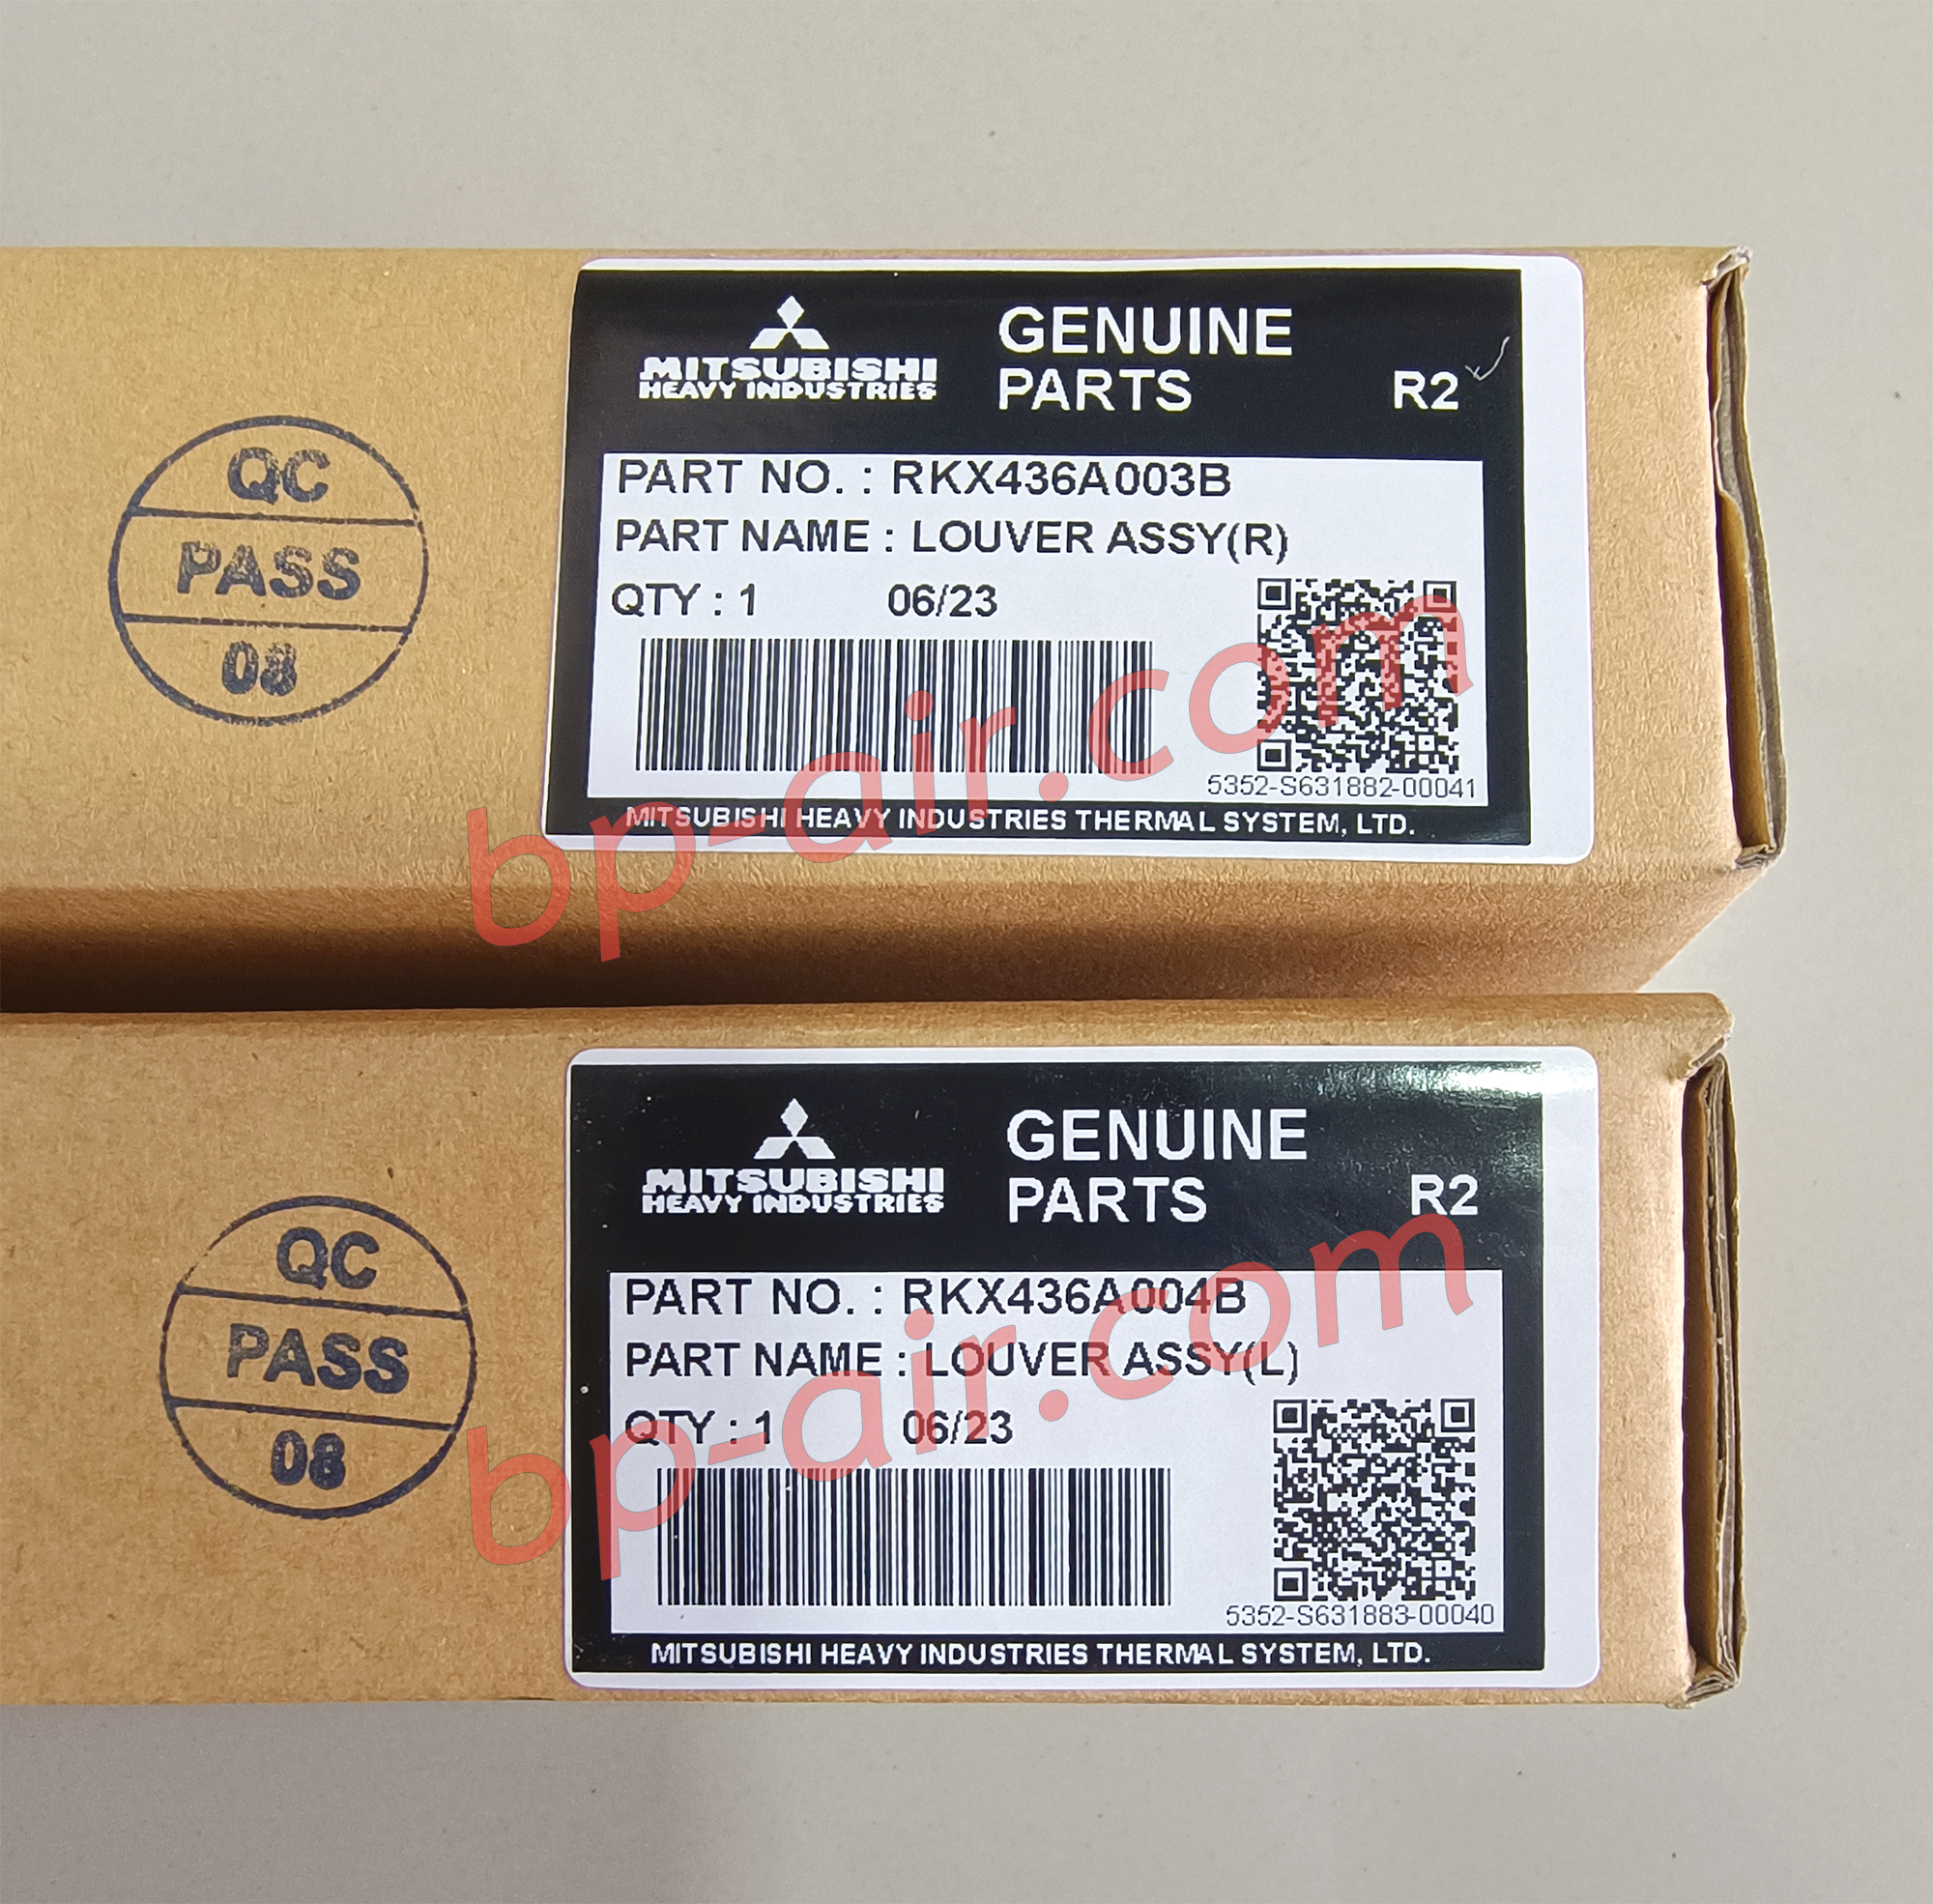 QC
PASS
08
MITSUBISHI
HEAVY INDUSTRIES
GENUINE
PARTS
R2
PART NO. : RKX436A003B
PART NAME : LOUVER ASSY(R)
QTY : 1 06/23
5352-S631882-00041
MITSUBISHI HEAVY INDUSTRIES THERMAL SYSTEM, LTD.
bp-air.com
QC
PASS
08
MITSUBISHI
HEAVY INDUSTRIES
GENUINE
PARTS
R2
PART NO. : RKX436A004B
PART NAME : LOUVER ASSY(L)
QTY : 1 06/23
5352-S631883-00040
MITSUBISHI HEAVY INDUSTRIES THERMAL SYSTEM, LTD.
bp-air.com